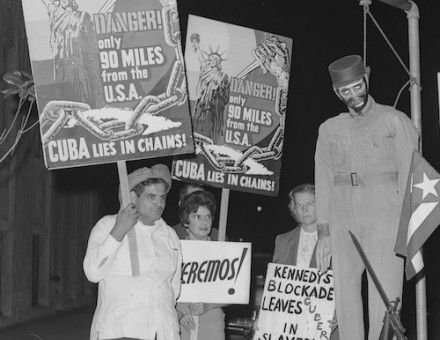 DANGER!
only
90 MILES
from the
U.S.A.
CUBA LIES IN CHAINS!
DANGER!
only
90 MILES
from the
U.S.A.
CUBA LIES IN CHAINS!
EREMOS!
KENNEDY'S
BLOCKADE
LEAVES
IN